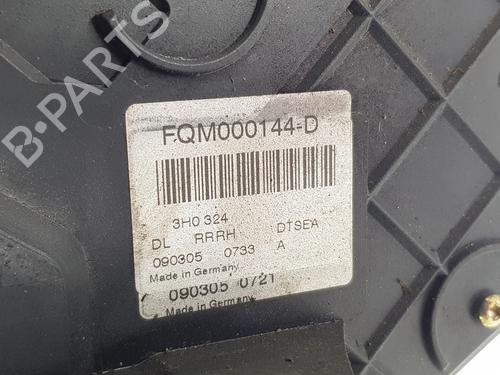 FQM000144-D
3H0 324
DL RRRH DTSEA
090305 0733 A
Made in Germany
090305 0721
Made in Germany
B-PARTS